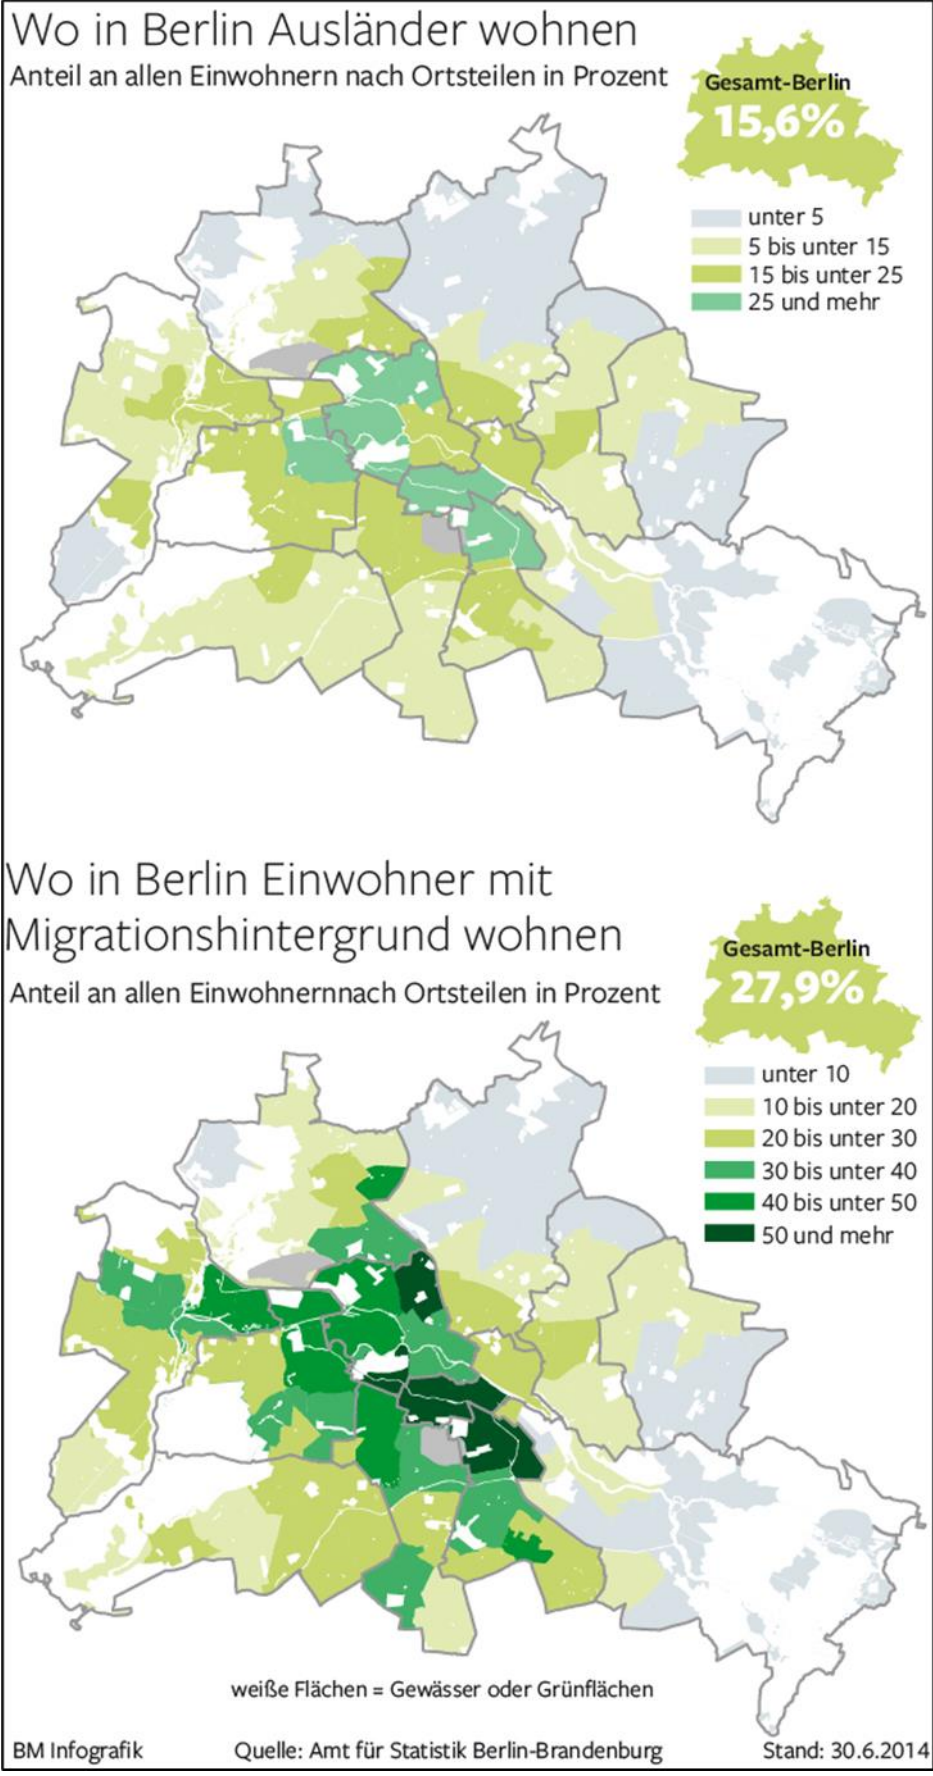 Wo in Berlin Ausländer wohnen
Anteil an allen Einwohnern nach Ortsteilen in Prozent
Gesamt-Berlin
15,6%
unter 5
5 bis unter 15
15 bis unter 25
25 und mehr
Wo in Berlin Einwohner mit
Migrationshintergrund wohnen
Anteil an allen Einwohnernnach Ortsteilen in Prozent
Gesamt-Berlin
27,9%
unter 10
10 bis unter 20
20 bis unter 30
30 bis unter 40
40 bis unter 50
50 und mehr
weiße Flächen = Gewässer oder Grünflächen
BM Infografik
Quelle: Amt für Statistik Berlin-Brandenburg
Stand: 30.6.2014